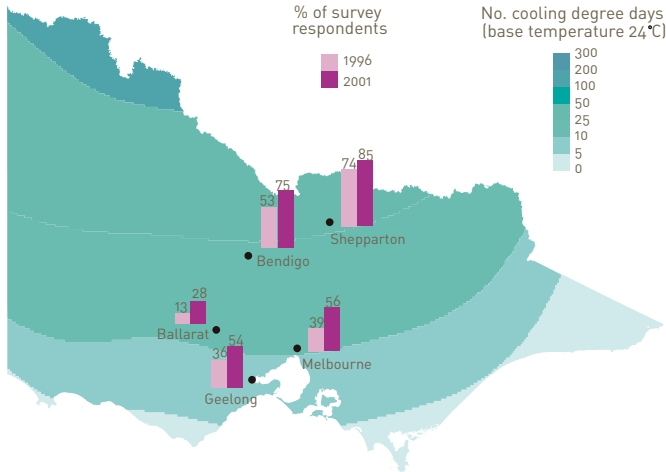 % of survey
respondents
1996
2001
No. cooling degree days
(base temperature 24°C)
300
200
100
50
25
10
5
0
74 85
Shepparton
53 75
Bendigo
13 28
Ballarat
39 56
Melbourne
36 54
Geelong